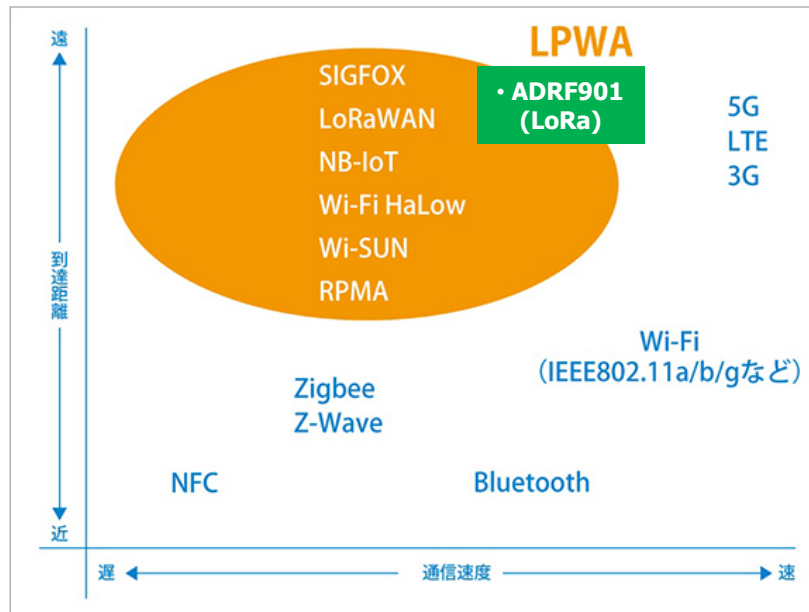 遠
LPWA
SIGFOX
LoRaWAN
NB-IoT
Wi-Fi HaLow
Wi-SUN
RPMA
・ADRF901
(LoRa)
5G
LTE
3G
到達距離
Wi-Fi
（IEEE802.11a/b/gなど）
Zigbee
Z-Wave
NFC
Bluetooth
近
遅
通信速度
速